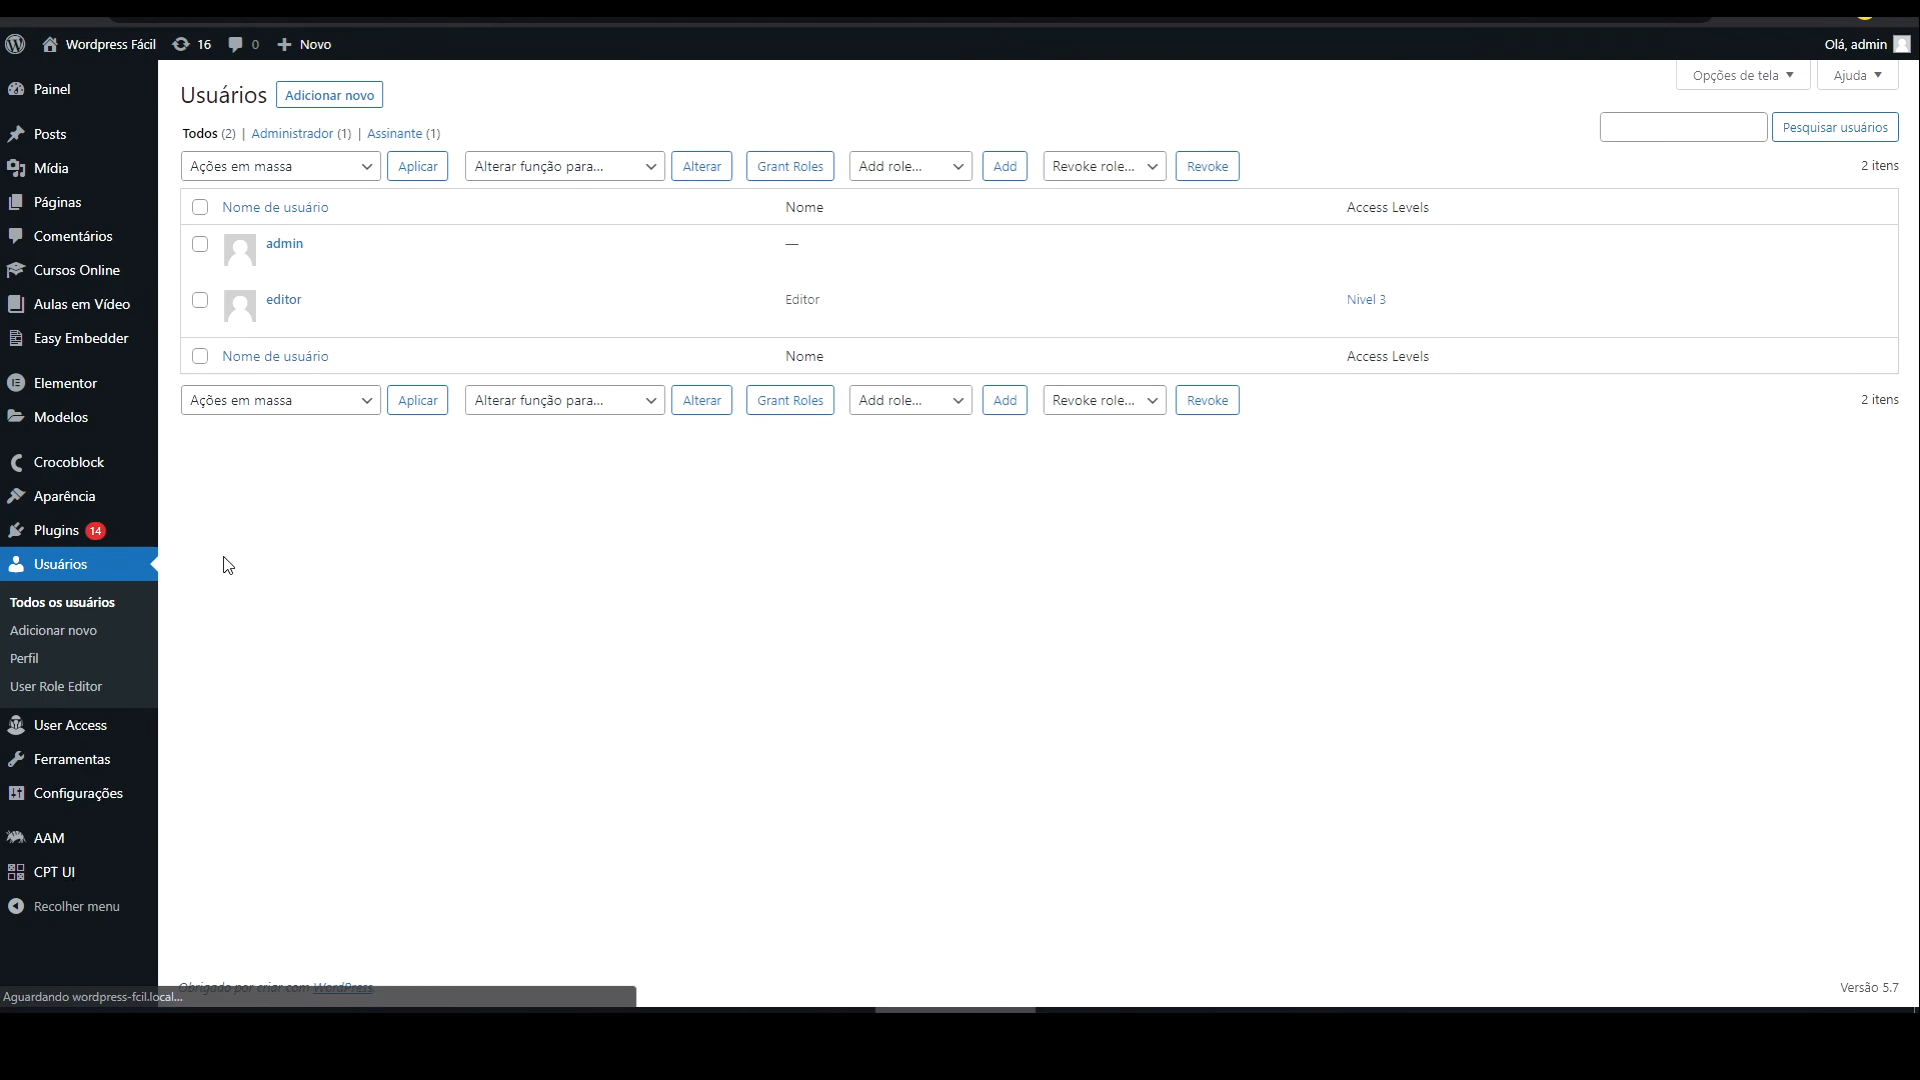 Wordpress Fácil 16 0 Novo Olá, admin
Painel
Posts
Mídia
Páginas
Comentários
Cursos Online
Aulas em Vídeo
Easy Embedder
Elementor
Modelos
Crocoblock
Aparência
Plugins 14
Usuários
Todos os usuários
Adicionar novo
Perfil
User Role Editor
User Access
Ferramentas
Configurações
AAM
CPT UI
Recolher menu
Opções de tela Ajuda
Usuários Adicionar novo
Todos (2) | Administrador (1) | Assinante (1)
Pesquisar usuários
Ações em massa Aplicar Alterar função para... Alterar Grant Roles Add role... Add Revoke role... Revoke 2 itens
Nome de usuário Nome Access Levels
admin —
editor Editor Nivel 3
Nome de usuário Nome Access Levels
Ações em massa Aplicar Alterar função para... Alterar Grant Roles Add role... Add Revoke role... Revoke 2 itens
Obrigado por criar com WordPress. Versão 5.7
Aguardando wordpress-fcil.local...